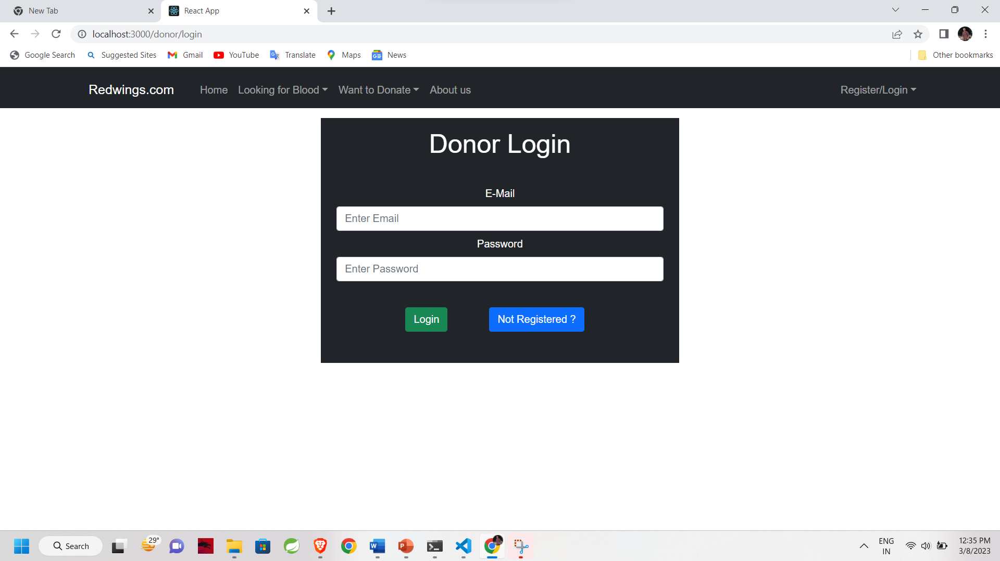 New Tab
React App
localhost:3000/donor/login
Google Search Suggested Sites Gmail YouTube Translate Maps News Other bookmarks
Redwings.com Home Looking for Blood Want to Donate About us Register/Login
Donor Login
E-Mail
Enter Email
Password
Enter Password
Login Not Registered ?
Search 29° ENG 12:35 PM
IN 3/8/2023